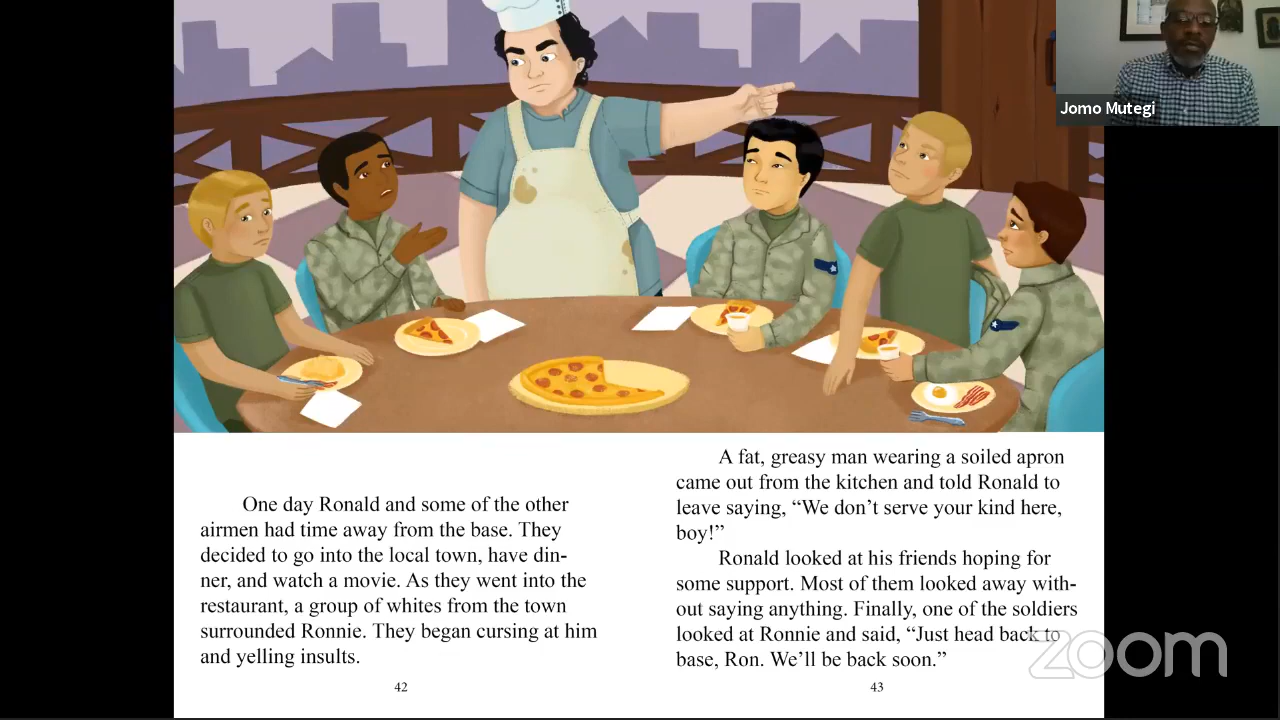 Jomo Mutegi
One day Ronald and some of the other
airmen had time away from the base. They
decided to go into the local town, have din-
ner, and watch a movie. As they went into the
restaurant, a group of whites from the town
surrounded Ronnie. They began cursing at him
and yelling insults.
42
A fat, greasy man wearing a soiled apron
came out from the kitchen and told Ronald to
leave saying, “We don’t serve your kind here,
boy!”
Ronald looked at his friends hoping for
some support. Most of them looked away with-
out saying anything. Finally, one of the soldiers
looked at Ronnie and said, “Just head back to
base, Ron. We’ll be back soon.”
43
zoom